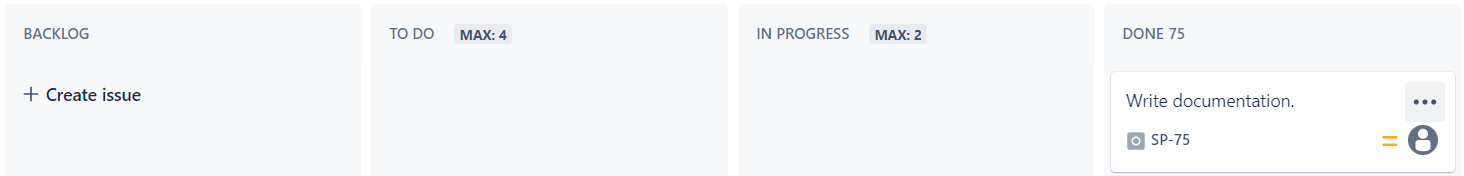 BACKLOG
TO DO MAX: 4
IN PROGRESS MAX: 2
DONE 75
+ Create issue
Write documentation.
SP-75